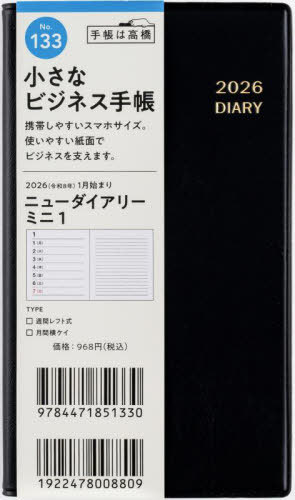 No.
133
手帳は高橋
小さな
ビジネス手帳
携帯しやすいスマホサイズ。
使いやすい紙面で
ビジネスを支えます。
2026(令和8年)1月始まり
ニューダイアリー
ミニ1
1
1(月)
2(火)
3(水)
4(木)
5(金)
6(土)
7(日)
TYPE
週間レフト式
月間横ケイ
価格:968円(税込)
9784471851330
1922478008809
2026
DIARY